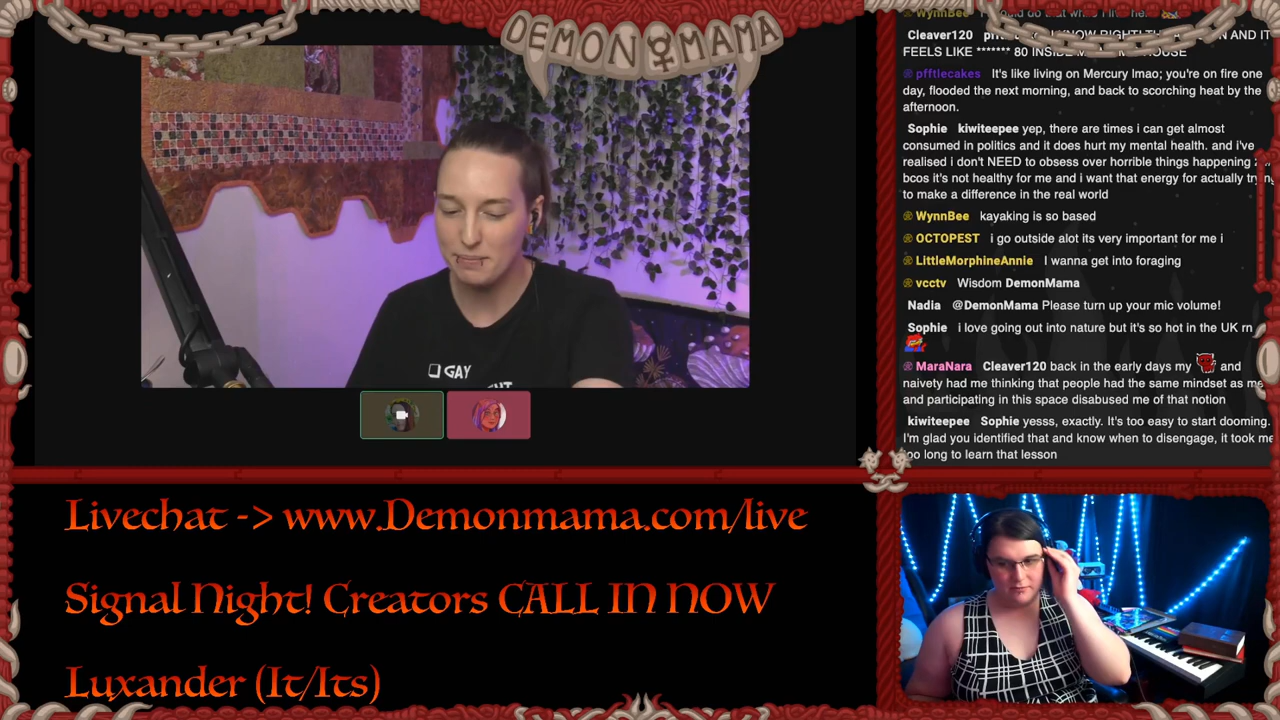 DEMON MAMA
WynnBee
Cleaver120
FEELS LIKE ******* 80
pfftlecakes It's like living on Mercury lmao; you're on fire one
day, flooded the next morning, and back to scorching heat by the
afternoon.
Sophie kiwiteepee yep, there are times i can get almost
consumed in politics and it does hurt my mental health. and i've
realised i don't NEED to obsess over horrible things happening
bcos it's not healthy for me and i want that energy for actually
to make a difference in the real world
WynnBee kayaking is so based
OCTOPEST i go outside alot its very important for me i
LittleMorphineAnnie I wanna get into foraging
vcctv Wisdom DemonMama
Nadia @DemonMama Please turn up your mic volume!
Sophie i love going out into nature but it's so hot in the UK rn
MaraNara Cleaver120 back in the early days my and
naivety had me thinking that people had the same mindset as me
and participating in this space disabused me of that notion
kiwiteepee Sophie yesss, exactly. It's too easy to start dooming.
I'm glad you identified that and know when to disengage, it took me
too long to learn that lesson
GAY
Livechat -> www.Demonmama.com/live
Signal Night! Creators CALL IN NOW
Luxander (It/Its)